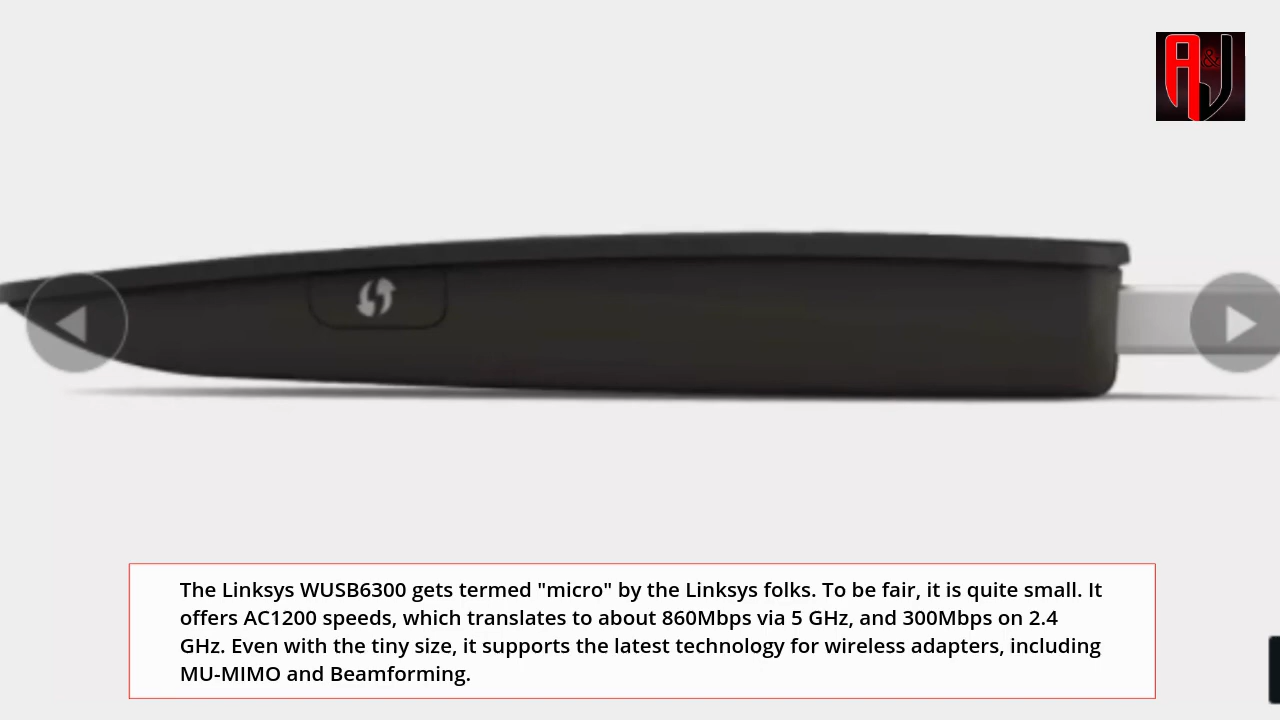 A&J
The Linksys WUSB6300 gets termed "micro" by the Linksys folks. To be fair, it is quite small. It
offers AC1200 speeds, which translates to about 860Mbps via 5 GHz, and 300Mbps on 2.4
GHz. Even with the tiny size, it supports the latest technology for wireless adapters, including
MU-MIMO and Beamforming.